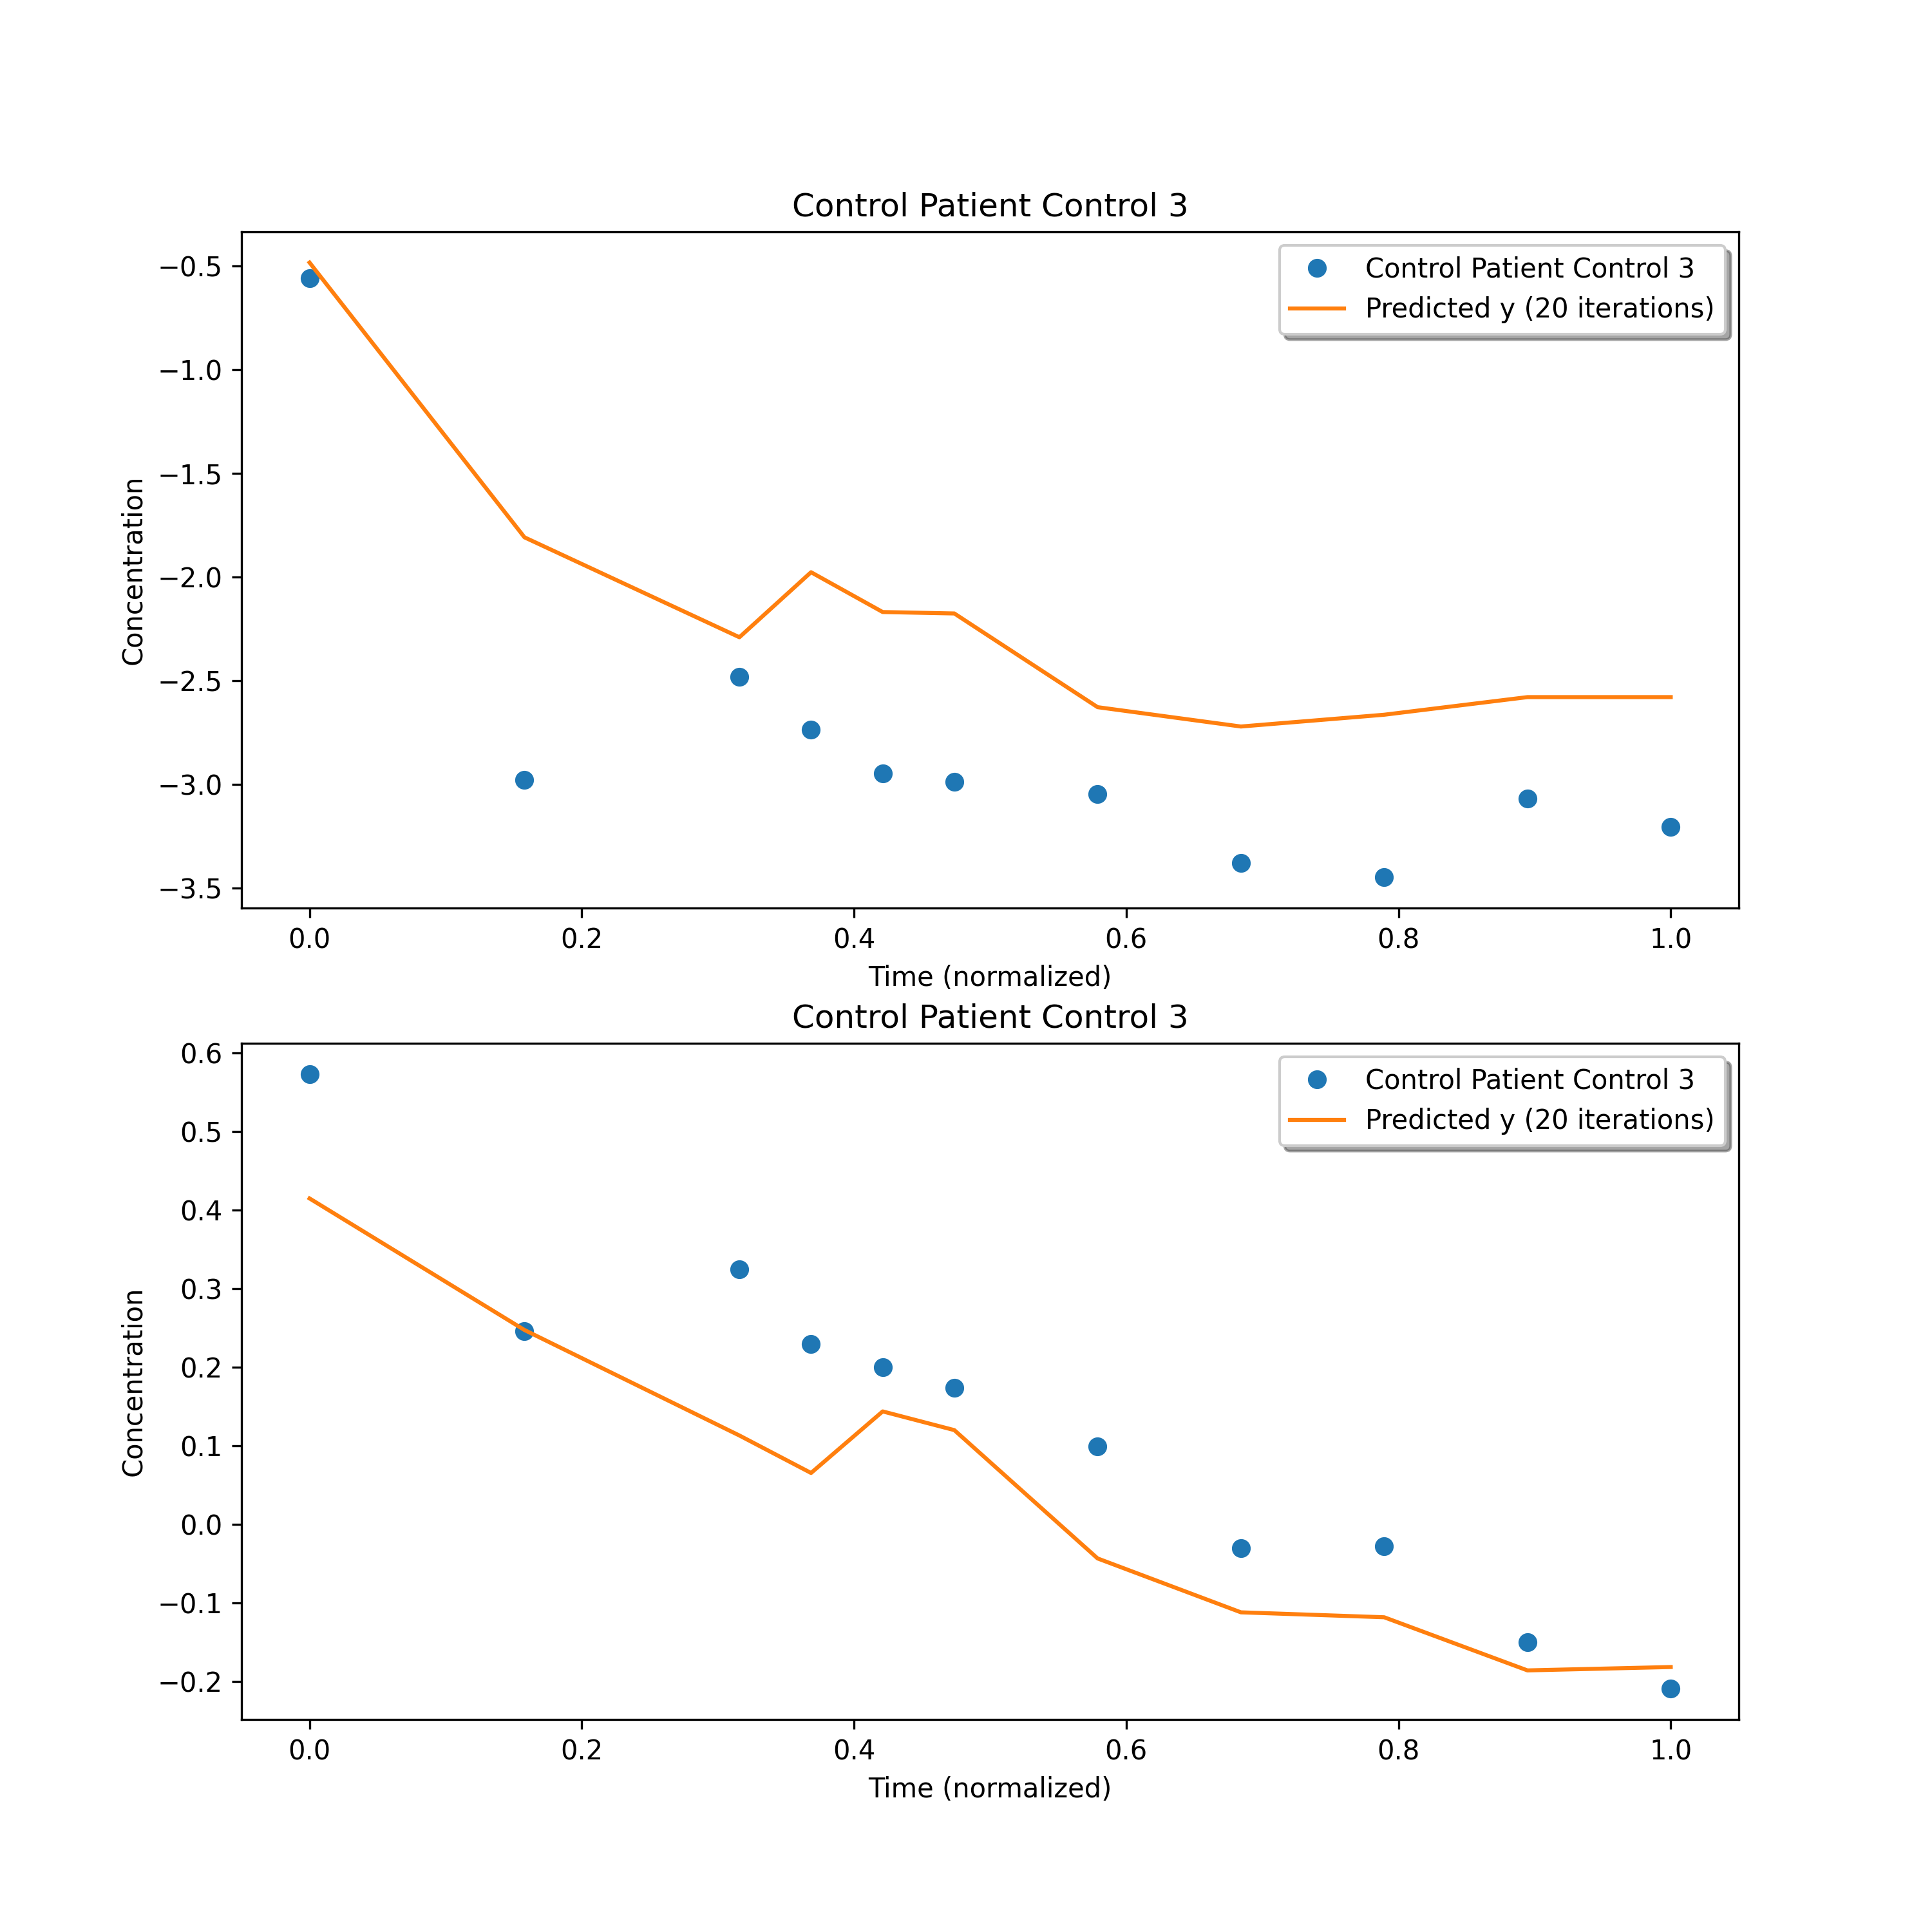 Control Patient Control 3
−0.5
−1.0
−1.5
−2.0
−2.5
−3.0
−3.5
Concentration
Control Patient Control 3
Predicted y (20 iterations)
0.0 0.2 0.4 0.6 0.8 1.0
Time (normalized)
Control Patient Control 3
0.6
0.5
0.4
0.3
0.2
0.1
0.0
−0.1
−0.2
Concentration
Control Patient Control 3
Predicted y (20 iterations)
0.0 0.2 0.4 0.6 0.8 1.0
Time (normalized)